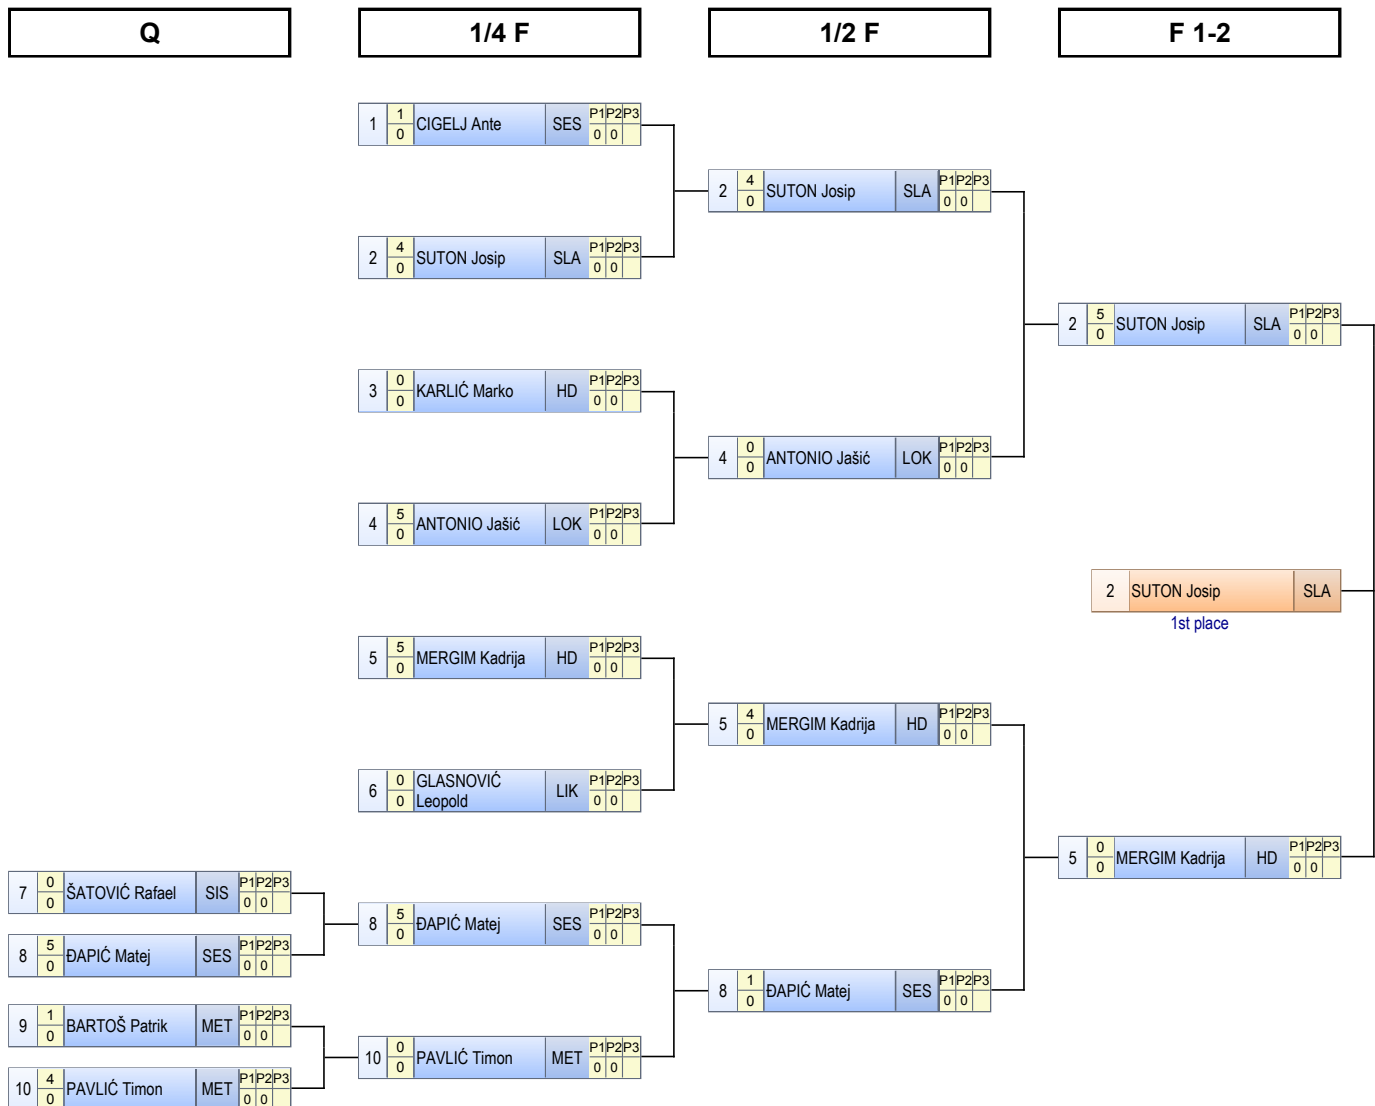 Q 1/4 F 1/2 F F 1-2
1 1 0 CIGELJ Ante SES P1 P2 P3 0 0
2 4 0 SUTON Josip SLA P1 P2 P3 0 0
2 4 0 SUTON Josip SLA P1 P2 P3 0 0
2 5 0 SUTON Josip SLA P1 P2 P3 0 0
3 0 0 KARLIĆ Marko HD P1 P2 P3 0 0
4 0 0 ANTONIO Jašić LOK P1 P2 P3 0 0
4 5 0 ANTONIO Jašić LOK P1 P2 P3 0 0
2 SUTON Josip SLA
1st place
5 5 0 MERGIM Kadrija HD P1 P2 P3 0 0
5 4 0 MERGIM Kadrija HD P1 P2 P3 0 0
6 0 0 GLASNOVIĆ
Leopold LIK P1 P2 P3 0 0
5 0 0 MERGIM Kadrija HD P1 P2 P3 0 0
7 0 0 ŠATOVIĆ Rafael SIS P1 P2 P3 0 0
8 5 0 ĐAPIĆ Matej SES P1 P2 P3 0 0
8 5 0 ĐAPIĆ Matej SES P1 P2 P3 0 0
8 1 0 ĐAPIĆ Matej SES P1 P2 P3 0 0
9 1 0 BARTOŠ Patrik MET P1 P2 P3 0 0
10 0 0 PAVLIĆ Timon MET P1 P2 P3 0 0
10 4 0 PAVLIĆ Timon MET P1 P2 P3 0 0